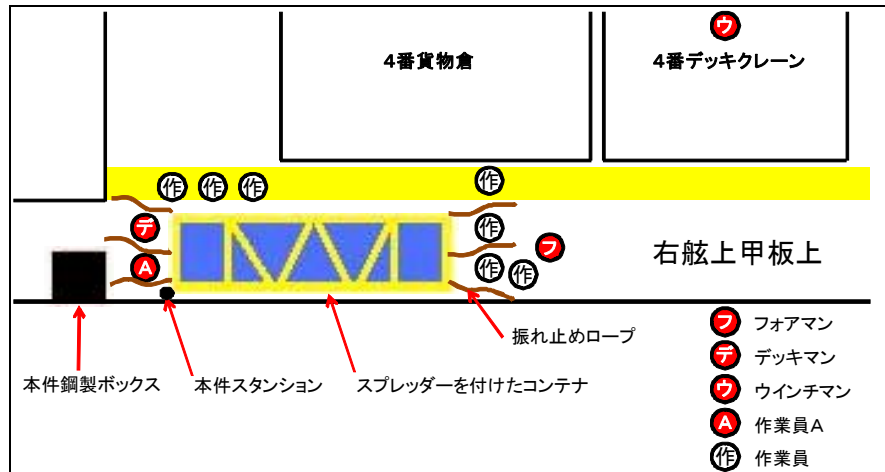 ウ
4番貨物倉
4番デッキクレーン
作
作
作
作
デ
作
フ
右舷上甲板上
A
作
作
振れ止めロープ
本件鋼製ボックス
本件スタンション
スプレッダーを付けたコンテナ
フ フォアマン
デ デッキマン
ウ ウインチマン
A 作業員A
作 作業員